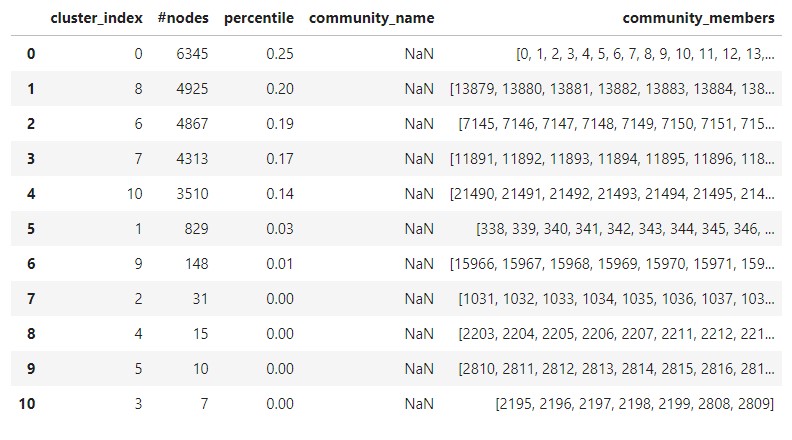 cluster_index #nodes percentile community_name community_members
0 0 6345 0.25 NaN [0, 1, 2, 3, 4, 5, 6, 7, 8, 9, 10, 11, 12, 13,...
1 8 4925 0.20 NaN [13879, 13880, 13881, 13882, 13883, 13884, 138...
2 6 4867 0.19 NaN [7145, 7146, 7147, 7148, 7149, 7150, 7151, 715...
3 7 4313 0.17 NaN [11891, 11892, 11893, 11894, 11895, 11896, 118...
4 10 3510 0.14 NaN [21490, 21491, 21492, 21493, 21494, 21495, 214...
5 1 829 0.03 NaN [338, 339, 340, 341, 342, 343, 344, 345, 346, ...
6 9 148 0.01 NaN [15966, 15967, 15968, 15969, 15970, 15971, 159...
7 2 31 0.00 NaN [1031, 1032, 1033, 1034, 1035, 1036, 1037, 103...
8 4 15 0.00 NaN [2203, 2204, 2205, 2206, 2207, 2211, 2212, 221...
9 5 10 0.00 NaN [2810, 2811, 2812, 2813, 2814, 2815, 2816, 281...
10 3 7 0.00 NaN [2195, 2196, 2197, 2198, 2199, 2808, 2809]